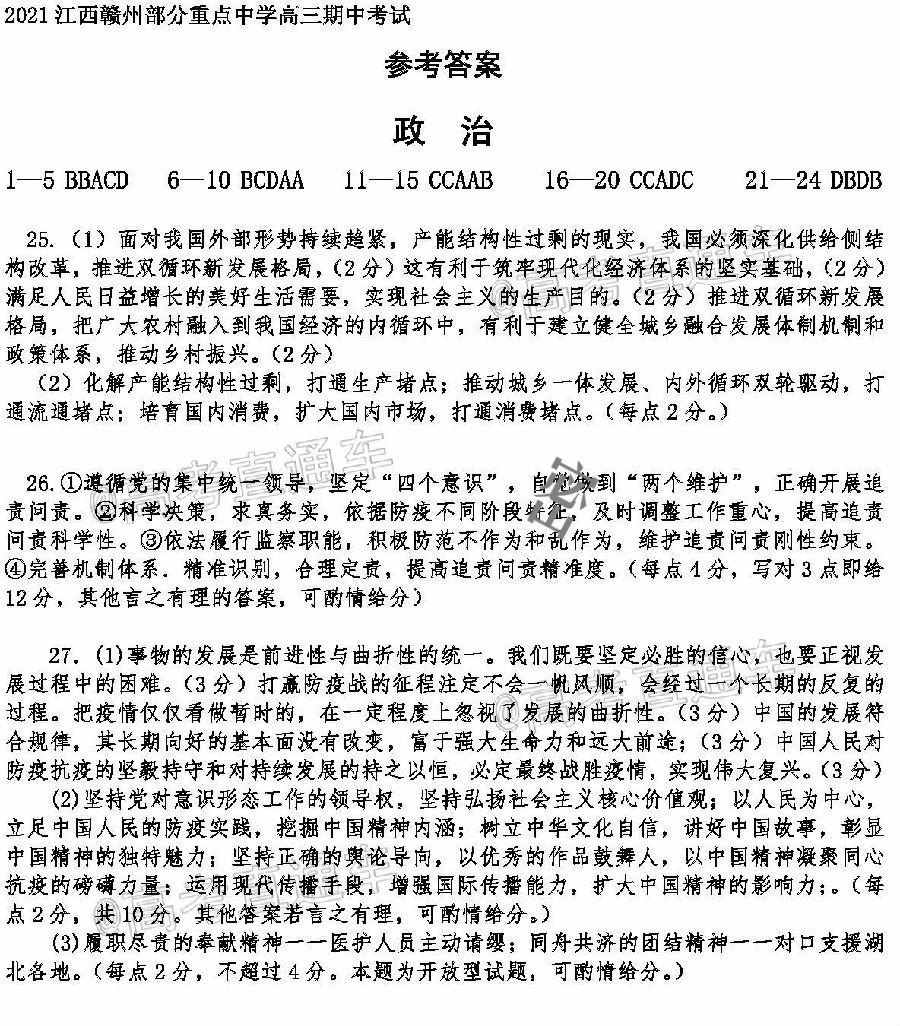 2021江西赣州部分重点中学高三期中考试
参考答案
政 治
1—5 BBACD 6—10 BCDAA 11—15 CCAAB 16—20 CCADC 21—24 DBDB
25.（1）面对我国外部形势持续趋紧，产能结构性过剩的现实，我国必须深化供给侧结
构改革，推进双循环新发展格局，（2分）这有利于筑牢现代化经济体系的坚实基础，（2分）
满足人民日益增长的美好生活需要，实现社会主义的生产目的。（2分）推进双循环新发展
格局，把广大农村融入到我国经济的内循环中，有利于建立健全城乡融合发展体制机制和
政策体系，推动乡村振兴。（2分）
（2）化解产能结构性过剩，打通生产堵点；推动城乡一体发展、内外循环双轮驱动，打
通流通堵点；培育国内消费，扩大国内市场，打通消费堵点。（每点2分。）
26.①遵循党的集中统一领导，坚定“四个意识”，自觉做到“两个维护”，正确开展追
责问责。②科学决策，求真务实，依据防疫不同阶段特征，及时调整工作重心，提高追责
问责科学性。③依法履行监察职能，积极防范不作为和乱作为，维护追责问责刚性约束。
④完善机制体系．精准识别，合理定责，提高追责问责精准度。（每点4分，写对3点即给
12分，其他言之有理的答案，可酌情给分）
27．(1)事物的发展是前进性与曲折性的统一。我们既要坚定必胜的信心，也要正视发
展过程中的困难。（3分）打赢防疫战的征程注定不会一帆风顺，会经过一个长期的反复的
过程。把疫情仅仅看做暂时的，在一定程度上忽视了发展的曲折性。（3分）中国的发展符
合规律，其长期向好的基本面没有改变，富于强大生命力和远大前途；（3分）中国人民对
防疫抗疫的坚毅持守和对持续发展的持之以恒，必定最终战胜疫情，实现伟大复兴。（3分）
(2)坚持党对意识形态工作的领导权，坚持弘扬社会主义核心价值观；以人民为中心，
立足中国人民的防疫实践，挖掘中国精神内涵；树立中华文化自信，讲好中国故事，彰显
中国精神的独特魅力；坚持正确的舆论导向，以优秀的作品鼓舞人，以中国精神凝聚同心
抗疫的磅礴力量；运用现代传播手段，增强国际传播能力，扩大中国精神的影响力；。（每
点2分，共10分。其他答案若言之有理，可酌情给分。）
(3)履职尽责的奉献精神一一医护人员主动请缨；同舟共济的团结精神一一对口支援湖
北各地。（每点2分，不超过4分。本题为开放型试题，可酌情给分。）
@高考直通车
@高考直通车
密
@高考直通车
@高考直通车